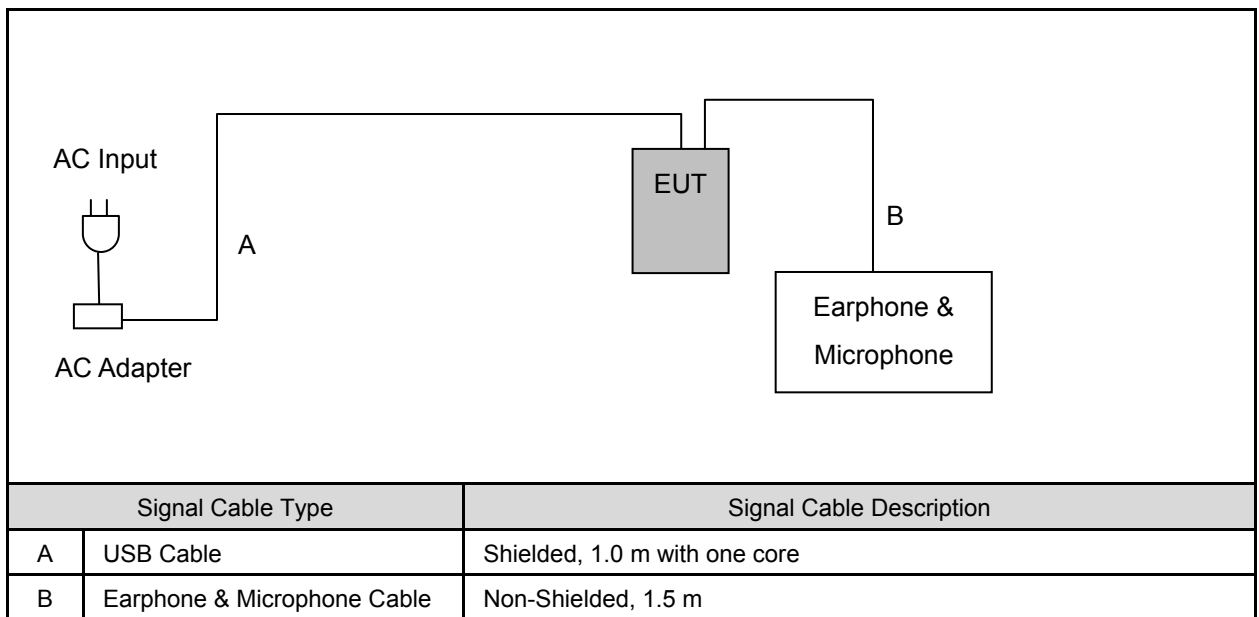 AC Input
EUT
A
B
Earphone &
Microphone
AC Adapter
Signal Cable Type Signal Cable Description
A USB Cable Shielded, 1.0 m with one core
B Earphone & Microphone Cable Non-Shielded, 1.5 m